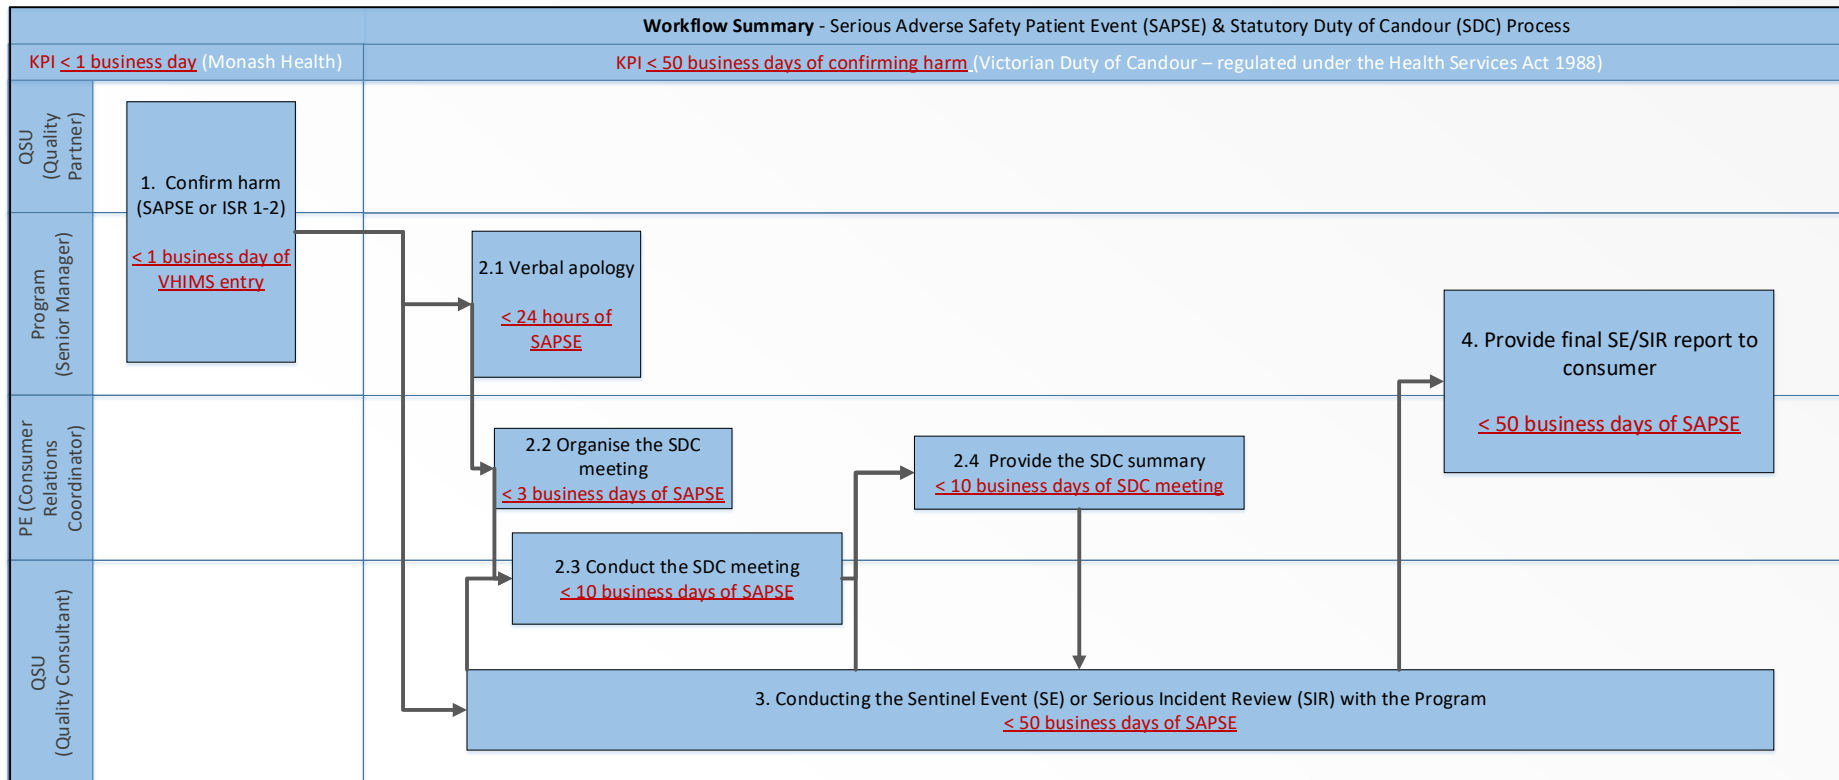 Workflow Summary - Serious Adverse Safety Patient Event (SAPSE) & Statutory Duty of Candour (SDC) Process
KPI < 1 business day (Monash Health)
KPI < 50 business days of confirming harm (Victorian Duty of Candour – regulated under the Health Services Act 1988)
QSU
(Quality
Partner)
1. Confirm harm
(SAPSE or ISR 1-2)
< 1 business day of
VHIMS entry
Program
(Senior Manager)
2.1 Verbal apology
< 24 hours of
SAPSE
4. Provide final SE/SIR report to
consumer
< 50 business days of SAPSE
PE (Consumer
Relations
Coordinator)
2.2 Organise the SDC
meeting
< 3 business days of SAPSE
2.4 Provide the SDC summary
< 10 business days of SDC meeting
2.3 Conduct the SDC meeting
< 10 business days of SAPSE
QSU
(Quality Consultant)
3. Conducting the Sentinel Event (SE) or Serious Incident Review (SIR) with the Program
< 50 business days of SAPSE